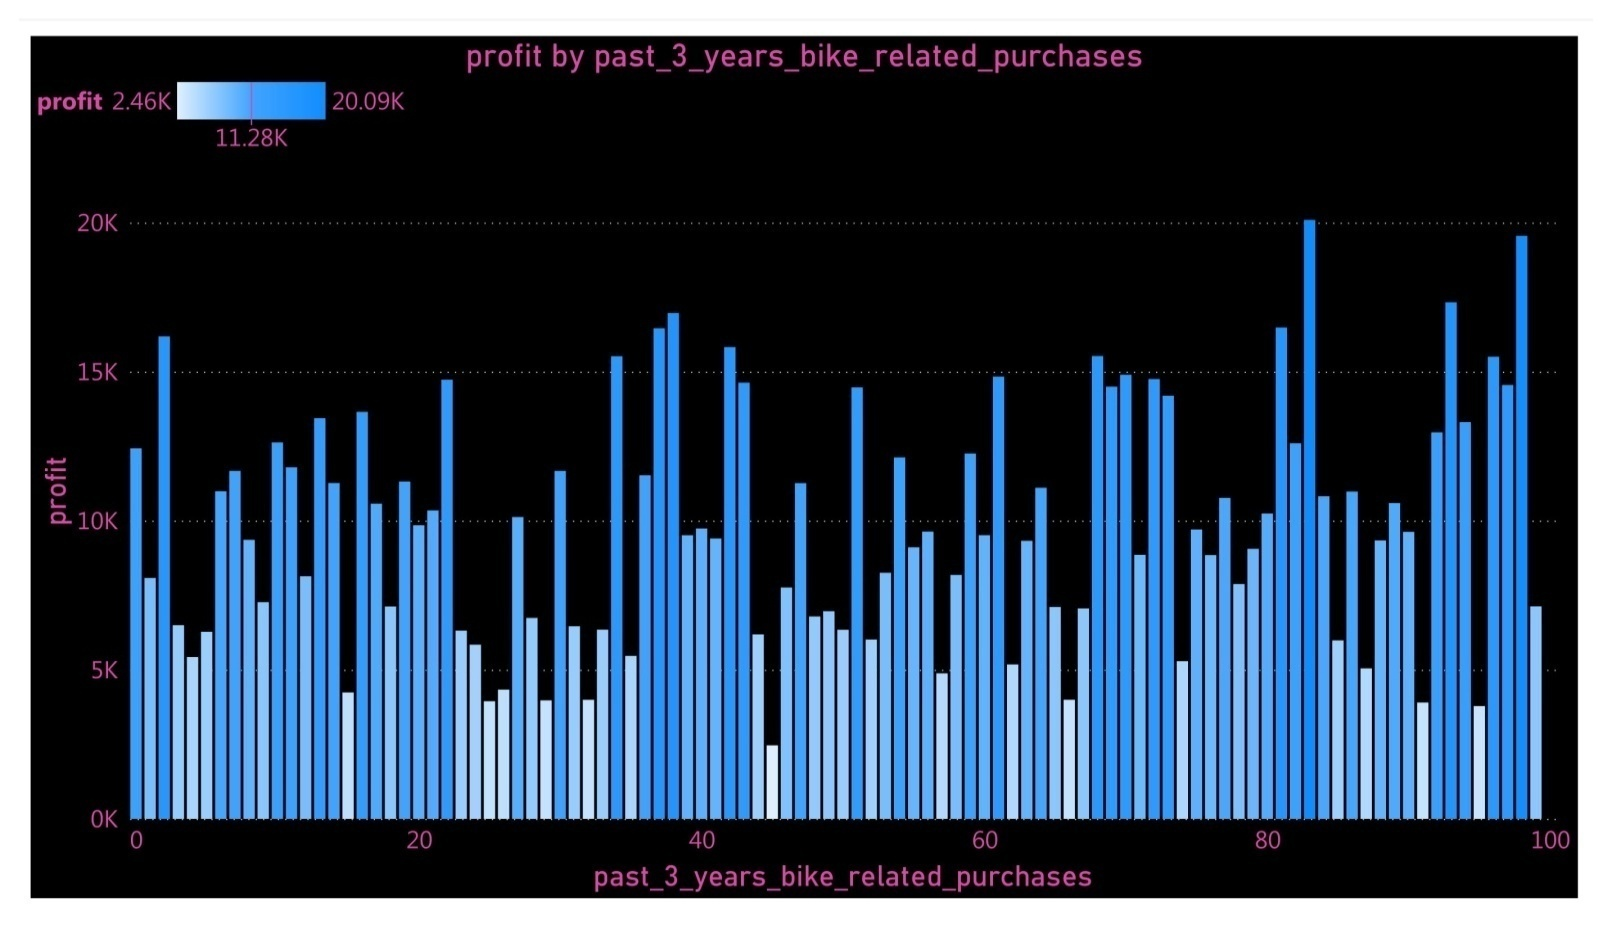 profit by past_3_years_bike_related_purchases
profit 2.46K 20.09K
11.28K
20K
15K
10K
5K
0K
profit
0 20 40 60 80 100
past_3_years_bike_related_purchases